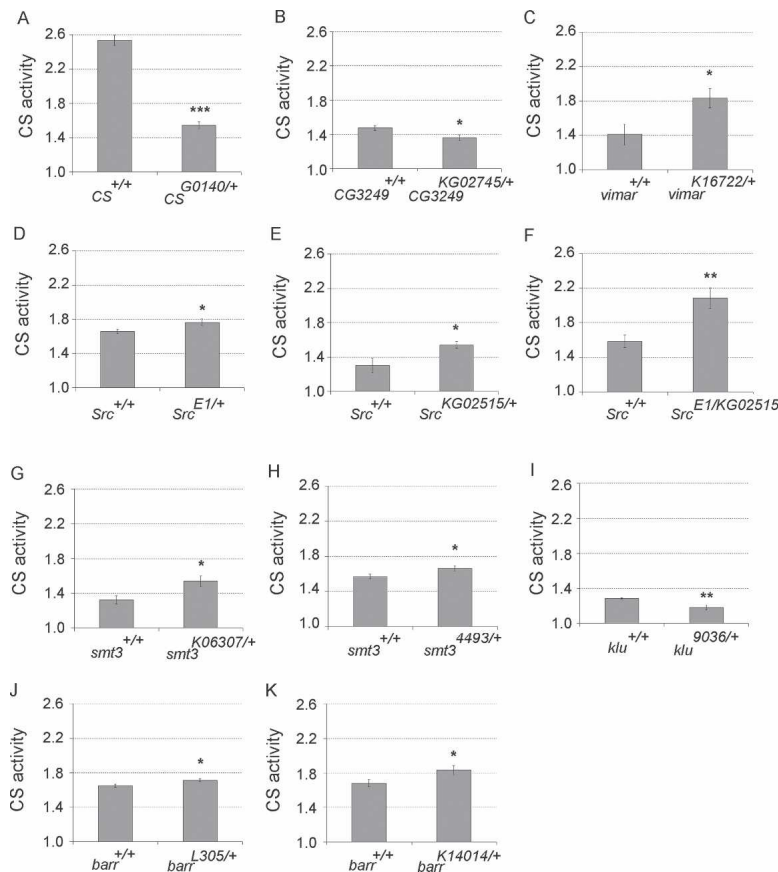 A
CS activity
2.6
2.2
1.8
1.4
1.0
***
CS+/+
CSG0140/+
B
CS activity
2.6
2.2
1.8
1.4
1.0
*
CG3249+/+
CG3249KG02745/+
C
CS activity
2.6
2.2
1.8
1.4
1.0
*
vimar+/+
vimarK16722/+
D
CS activity
2.6
2.2
1.8
1.4
1.0
*
Src+/+
SrcE1/+
E
CS activity
2.6
2.2
1.8
1.4
1.0
*
Src+/+
SrcKG02515/+
F
CS activity
2.6
2.2
1.8
1.4
1.0
**
Src+/+
SrcE1/KG02515
G
CS activity
2.6
2.2
1.8
1.4
1.0
*
smt3+/+
smt3K06307/+
H
CS activity
2.6
2.2
1.8
1.4
1.0
*
smt3+/+
smt34493/+
I
CS activity
2.6
2.2
1.8
1.4
1.0
**
klu+/+
klu9036/+
J
CS activity
2.6
2.2
1.8
1.4
1.0
*
barr+/+
barrL305/+
K
CS activity
2.6
2.2
1.8
1.4
1.0
*
barr+/+
barrK14014/+